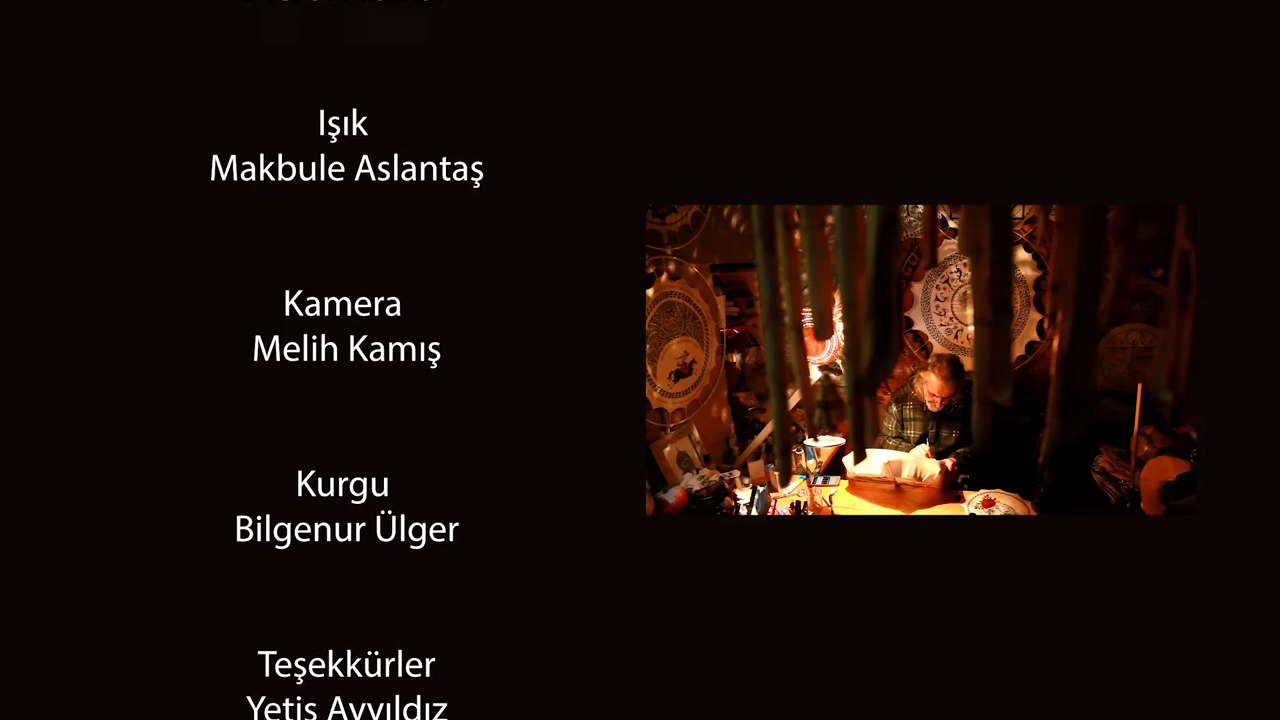 Işık
Makbule Aslantaş
Kamera
Melih Kamış
Kurgu
Bilgenur Ülger
Teşekkürler
Yetiş Ayyıldız